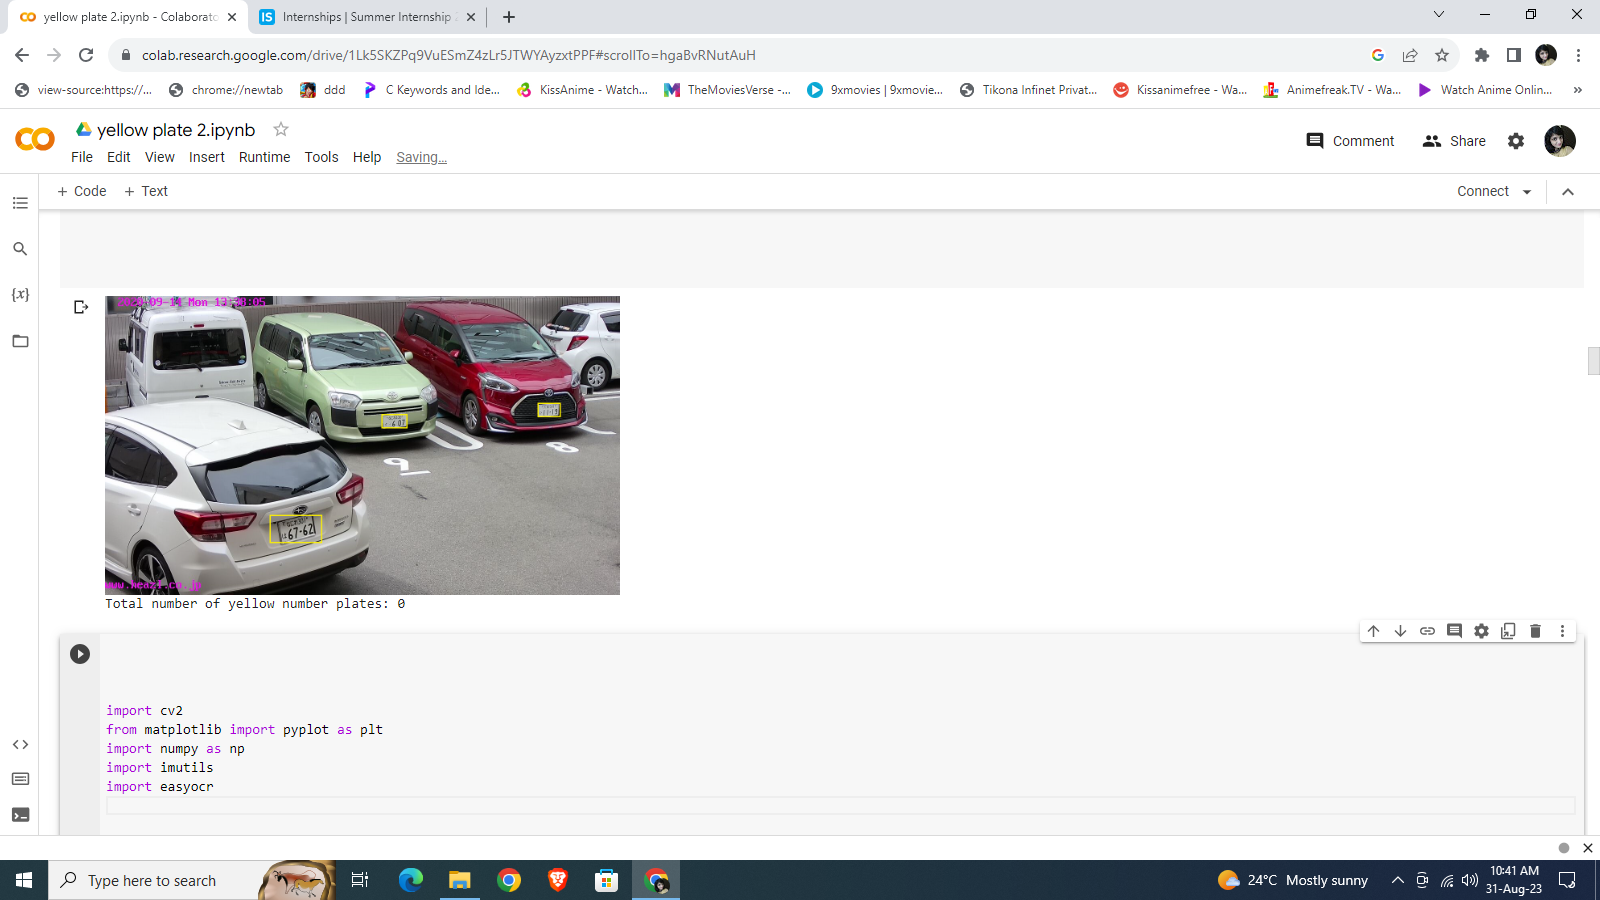 yellow plate 2.ipynb - Colaborato
Internships | Summer Internship
colab.research.google.com/drive/1Lk5SKZPq9VuESmZ4zLr5JTWYAyzxtPPF#scrollTo=hgaBvRNutAuH
view-source:https://...
chrome://newtab
ddd
C Keywords and Ide...
KissAnime - Watch...
TheMoviesVerse -...
9xmovies | 9xmovie...
Tikona Infinet Privat...
Kissanimefree - Wa...
Animefreak.TV - Wa...
Watch Anime Onlin...
»
yellow plate 2.ipynb
Comment
Share
File Edit View Insert Runtime Tools Help Saving...
+ Code + Text
Connect
{x}
Mon
67-62
Total number of yellow number plates: 0
import cv2
from matplotlib import pyplot as plt
import numpy as np
import imutils
import easyocr
Type here to search
24°C Mostly sunny
10:41 AM
31-Aug-23